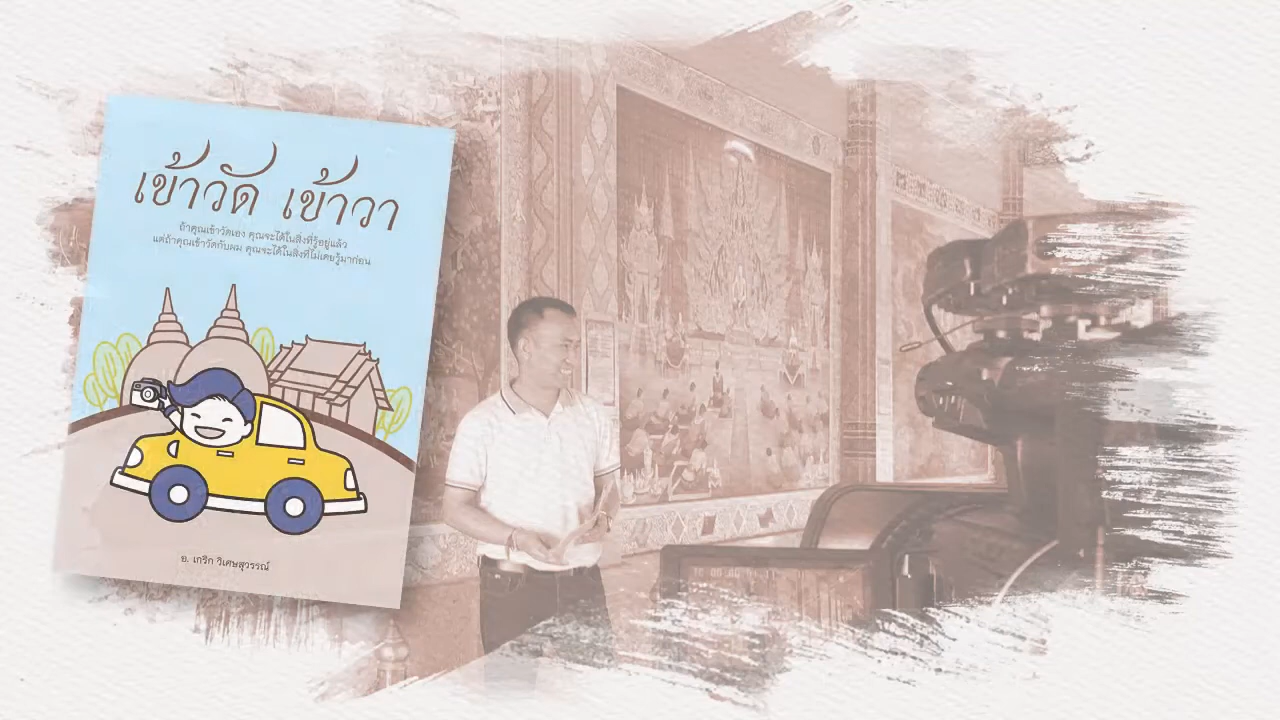 เข้าวัด เข้าวา
ถ้าคุณเข้าวัดเอง คุณจะได้ในสิ่งที่รู้อยู่แล้ว
แต่ถ้าคุณเข้าวัดกับผม คุณจะได้ในสิ่งที่ไม่เคยรู้มาก่อน
อ. เกริก วิเศษสุวรรณ์